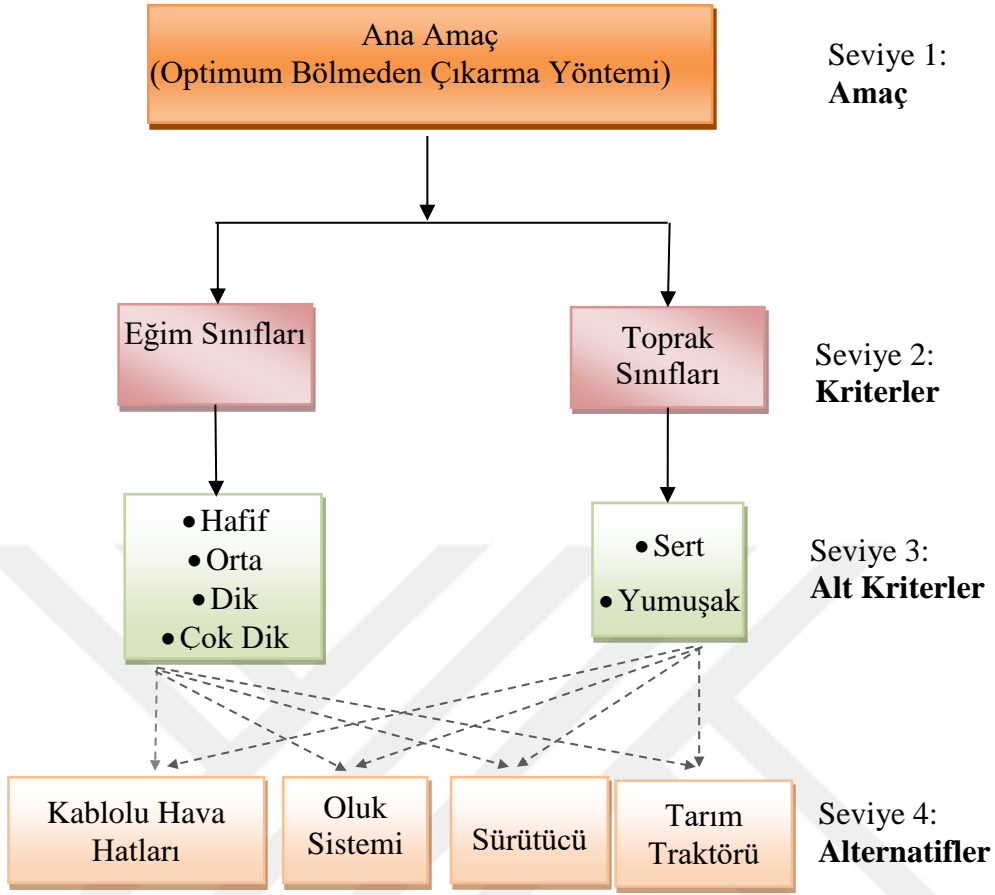 Ana Amaç
(Optimum Bölmeden Çıkarma Yöntemi)
Seviye 1:
Amaç
Eğim Sınıfları
Toprak
Sınıfları
Seviye 2:
Kriterler
• Hafif
• Orta
• Dik
• Çok Dik
• Sert
• Yumuşak
Seviye 3:
Alt Kriterler
Kablolu Hava
Hatları
Oluk
Sistemi
Sürütücü
Tarım
Traktörü
Seviye 4:
Alternatifler